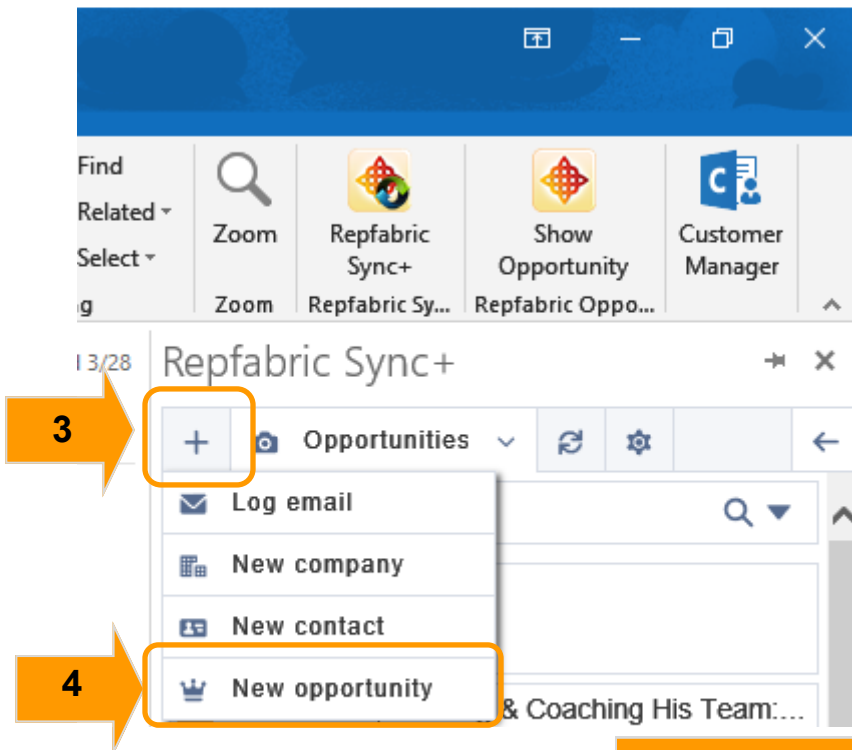 Find
Related
Select
Zoom
Repfabric
Sync+
Show
Opportunity
Customer
Manager
g
Zoom
Repfabric Sy...
Repfabric Oppo...
3/28
Repfabric Sync+
3
+
Opportunities
Log email
New company
New contact
4
New opportunity
& Coaching His Team:...